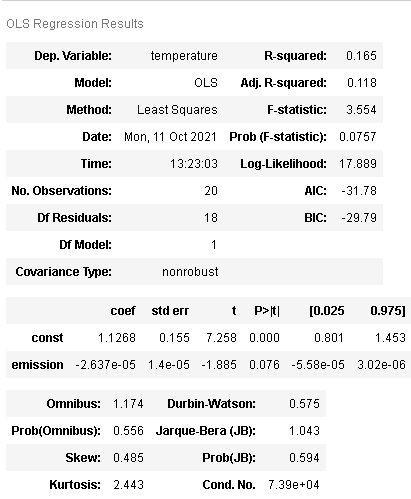 OLS Regression Results
Dep. Variable: temperature R-squared: 0.165
Model: OLS Adj. R-squared: 0.118
Method: Least Squares F-statistic: 3.554
Date: Mon, 11 Oct 2021 Prob (F-statistic): 0.0757
Time: 13:23:03 Log-Likelihood: 17.889
No. Observations: 20 AIC: -31.78
Df Residuals: 18 BIC: -29.79
Df Model: 1
Covariance Type: nonrobust
coef std err t P>|t| [0.025 0.975]
const 1.1268 0.155 7.258 0.000 0.801 1.453
emission -2.637e-05 1.4e-05 -1.885 0.076 -5.58e-05 3.02e-06
Omnibus: 1.174 Durbin-Watson: 0.575
Prob(Omnibus): 0.556 Jarque-Bera (JB): 1.043
Skew: 0.485 Prob(JB): 0.594
Kurtosis: 2.443 Cond. No. 7.39e+04